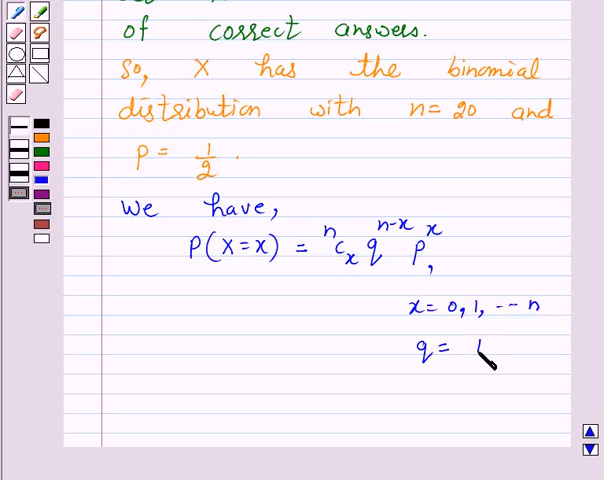 of correct answers.
So, X has the binomial
distribution with n = 20 and
p = 1/2 .
We have,
P(X=x) = ⁿCₓ qⁿ⁻ˣ pˣ,
x = 0, 1, --- n
q = 1